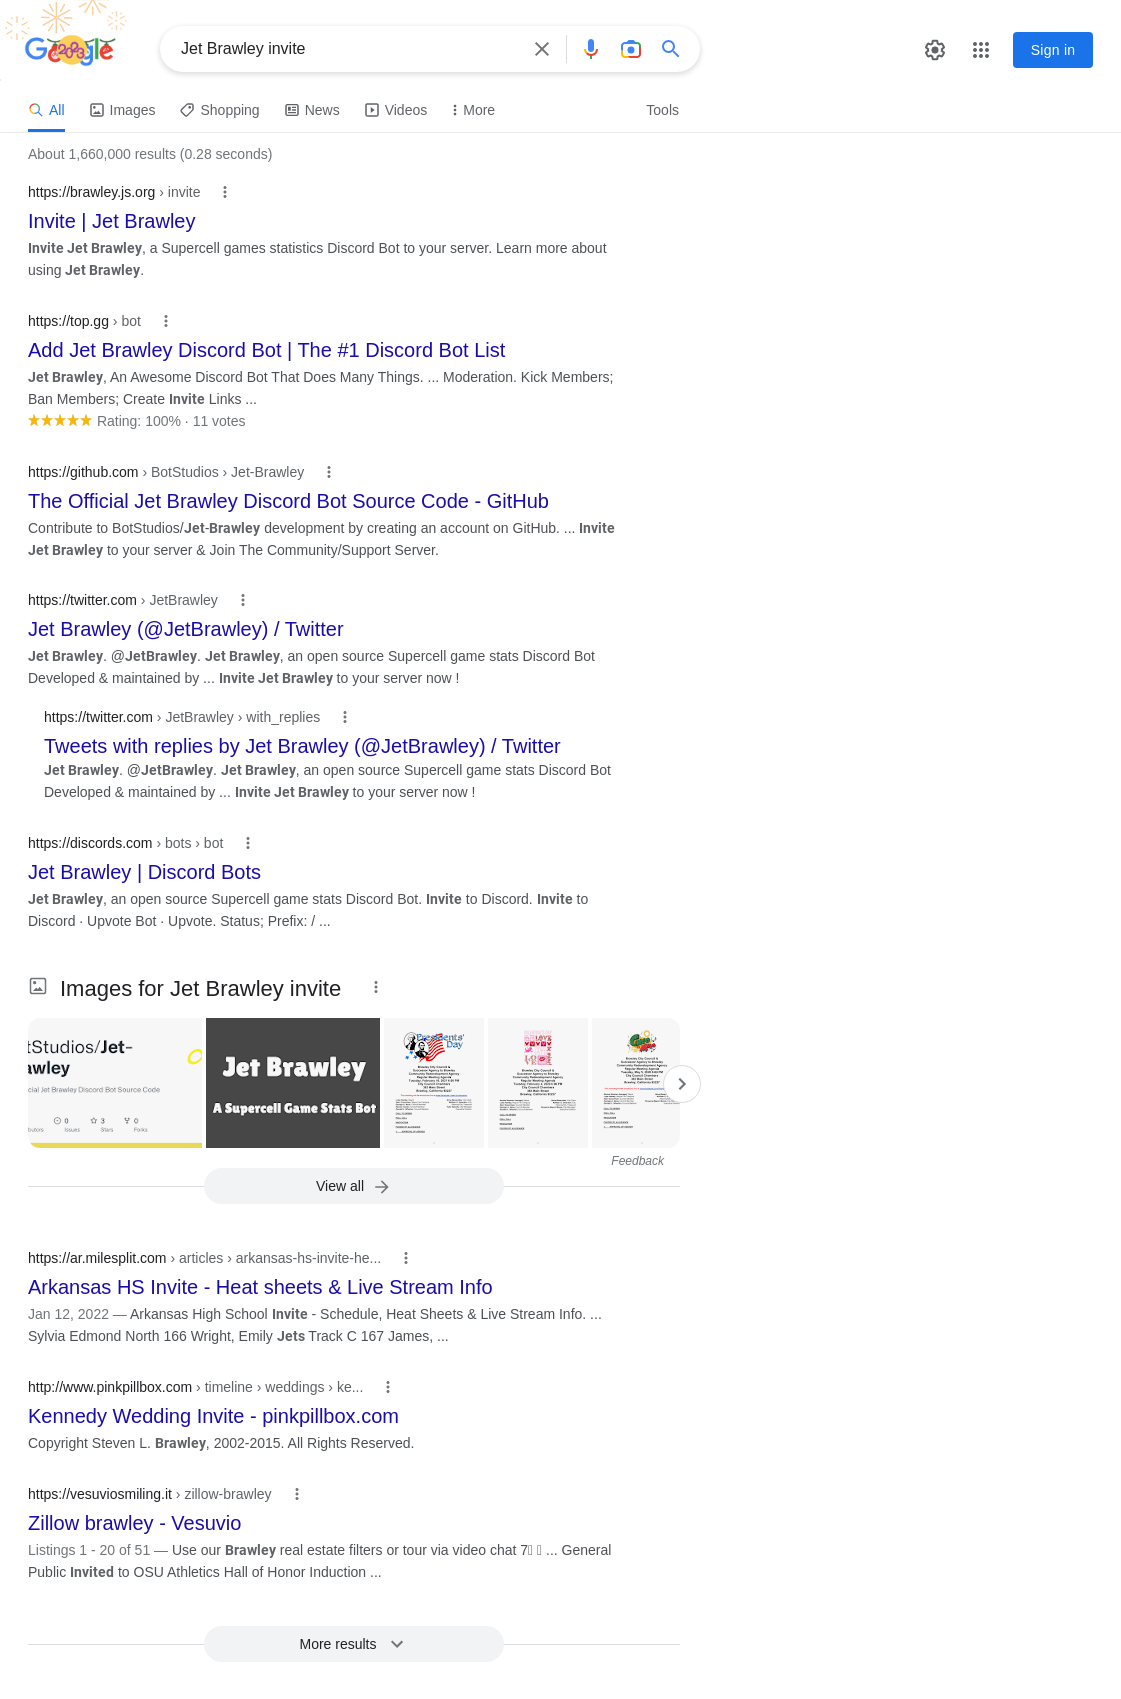 Google
Jet Brawley invite
Sign in
All
Images
Shopping
News
Videos
More
Tools
About 1,660,000 results (0.28 seconds)
https://brawley.js.org › invite
Invite | Jet Brawley
Invite Jet Brawley, a Supercell games statistics Discord Bot to your server. Learn more about
using Jet Brawley.
https://top.gg › bot
Add Jet Brawley Discord Bot | The #1 Discord Bot List
Jet Brawley, An Awesome Discord Bot That Does Many Things. ... Moderation. Kick Members;
Ban Members; Create Invite Links ...
Rating: 100% · 11 votes
https://github.com › BotStudios › Jet-Brawley
The Official Jet Brawley Discord Bot Source Code - GitHub
Contribute to BotStudios/Jet-Brawley development by creating an account on GitHub. ... Invite
Jet Brawley to your server & Join The Community/Support Server.
https://twitter.com › JetBrawley
Jet Brawley (@JetBrawley) / Twitter
Jet Brawley. @JetBrawley. Jet Brawley, an open source Supercell game stats Discord Bot
Developed & maintained by ... Invite Jet Brawley to your server now !
https://twitter.com › JetBrawley › with_replies
Tweets with replies by Jet Brawley (@JetBrawley) / Twitter
Jet Brawley. @JetBrawley. Jet Brawley, an open source Supercell game stats Discord Bot
Developed & maintained by ... Invite Jet Brawley to your server now !
https://discords.com › bots › bot
Jet Brawley | Discord Bots
Jet Brawley, an open source Supercell game stats Discord Bot. Invite to Discord. Invite to
Discord · Upvote Bot · Upvote. Status; Prefix: / ...
Images for Jet Brawley invite
tStudios/Jet-
awley
cial Jet Brawley Discord Bot Source Code
0 3 0
butors Issues Stars Forks
Jet Brawley
A Supercell Game Stats Bot
Presidents'
Day
LOVE
Feedback
View all
https://ar.milesplit.com › articles › arkansas-hs-invite-he...
Arkansas HS Invite - Heat sheets & Live Stream Info
Jan 12, 2022 — Arkansas High School Invite - Schedule, Heat Sheets & Live Stream Info. ...
Sylvia Edmond North 166 Wright, Emily Jets Track C 167 James, ...
http://www.pinkpillbox.com › timeline › weddings › ke...
Kennedy Wedding Invite - pinkpillbox.com
Copyright Steven L. Brawley, 2002-2015. All Rights Reserved.
https://vesuviosmiling.it › zillow-brawley
Zillow brawley - Vesuvio
Listings 1 - 20 of 51 — Use our Brawley real estate filters or tour via video chat 7 ... General
Public Invited to OSU Athletics Hall of Honor Induction ...
More results